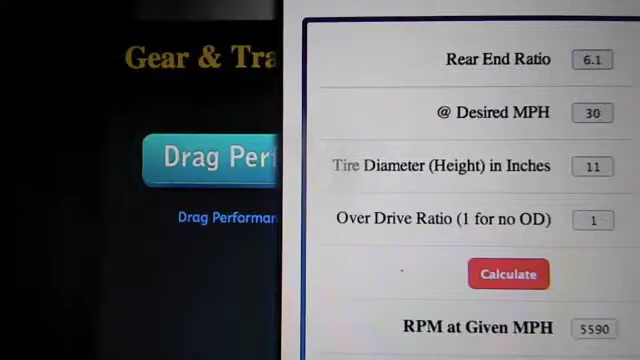 Gear & Tra
Drag Perf
Drag Performan
Rear End Ratio 6.1
@ Desired MPH 30
Tire Diameter (Height) in Inches 11
Over Drive Ratio (1 for no OD) 1
Calculate
RPM at Given MPH 5590